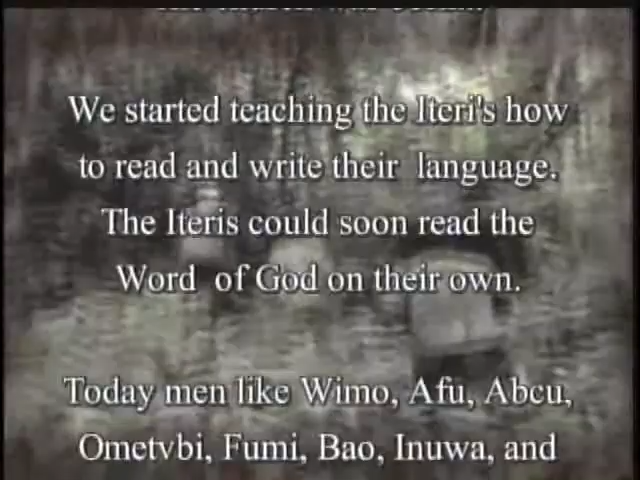 We started teaching the Iteri's how
to read and write their language.
The Iteris could soon read the
Word of God on their own.
Today men like Wimo, Afu, Abcu,
Ometvbi, Fumi, Bao, Inuwa, and